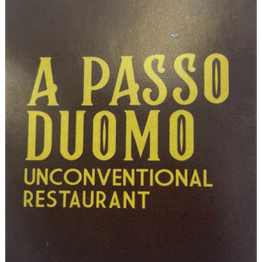 A PASSO
DUOMO
UNCONVENTIONAL
RESTAURANT